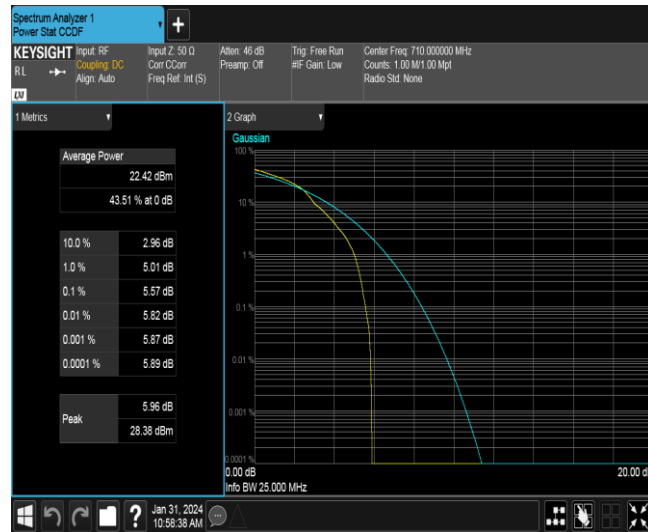 Spectrum Analyzer 1
Power Stat CCDF
+
KEYSIGHT
RL
LXI
Input: RF
Coupling: DC
Align: Auto
Input Z: 50 Ω
Corr CCorr
Freq Ref: Int (S)
Atten: 46 dB
Preamp: Off
Trig: Free Run
#IF Gain: Low
Center Freq: 710.000000 MHz
Counts: 1.00 M/1.00 Mpt
Radio Std: None
1 Metrics
Average Power
22.42 dBm
43.51 % at 0 dB
10.0 % 2.96 dB
1.0 % 5.01 dB
0.1 % 5.57 dB
0.01 % 5.82 dB
0.001 % 5.87 dB
0.0001 % 5.89 dB
Peak
5.96 dB
28.38 dBm
2 Graph
Gaussian
100 %
10 %
1 %
0.1 %
0.01 %
0.001 %
0.0001 %
0.00 dB
20.00 d
Info BW 25.000 MHz
?
Jan 31, 2024
10:58:38 AM